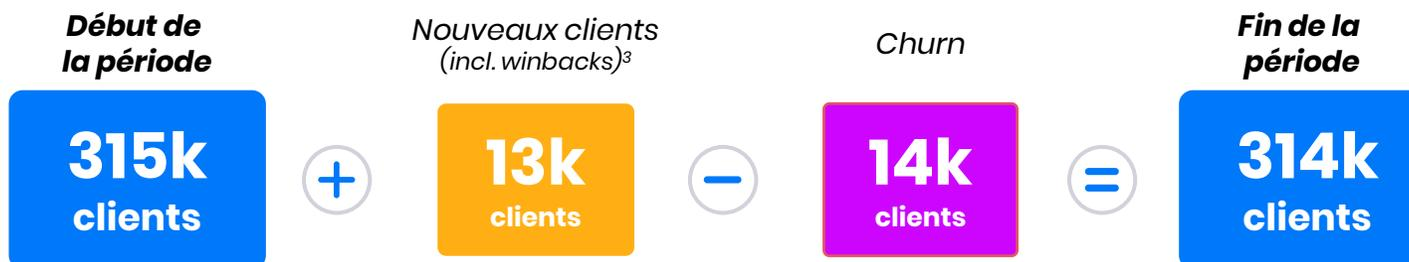 Début de
la période
315k
clients
+
Nouveaux clients
(incl. winbacks)³
13k
clients
−
Churn
14k
clients
=
Fin de la
période
314k
clients